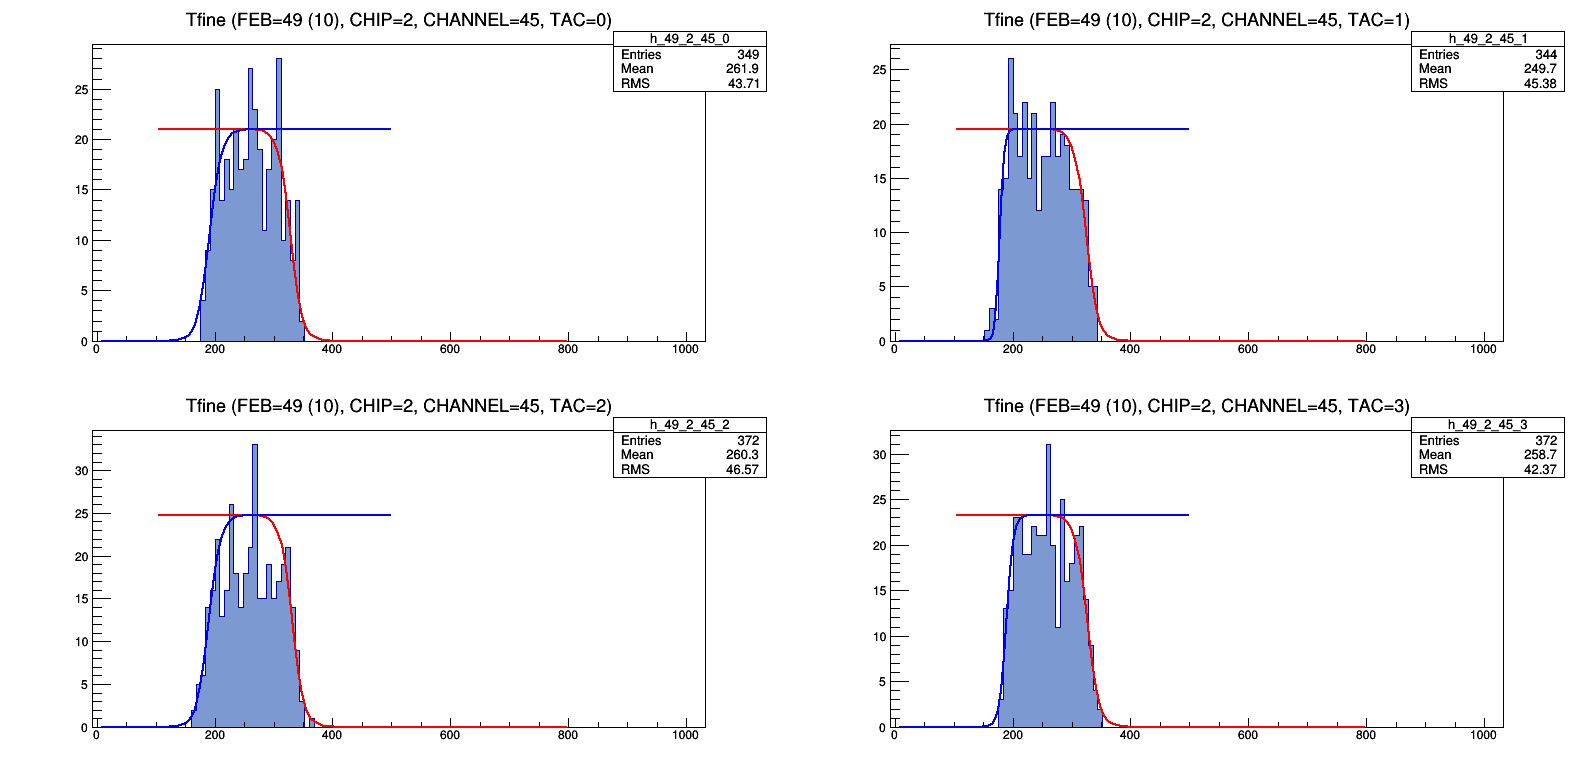 Tfine (FEB=49 (10), CHIP=2, CHANNEL=45, TAC=0)
h_49_2_45_0
Entries 349
Mean 261.9
RMS 43.71
25
20
15
10
5
0
0 200 400 600 800 1000
Tfine (FEB=49 (10), CHIP=2, CHANNEL=45, TAC=1)
h_49_2_45_1
Entries 344
Mean 249.7
RMS 45.38
25
20
15
10
5
0
0 200 400 600 800 1000
Tfine (FEB=49 (10), CHIP=2, CHANNEL=45, TAC=2)
h_49_2_45_2
Entries 372
Mean 260.3
RMS 46.57
30
25
20
15
10
5
0
0 200 400 600 800 1000
Tfine (FEB=49 (10), CHIP=2, CHANNEL=45, TAC=3)
h_49_2_45_3
Entries 372
Mean 258.7
RMS 42.37
30
25
20
15
10
5
0
0 200 400 600 800 1000